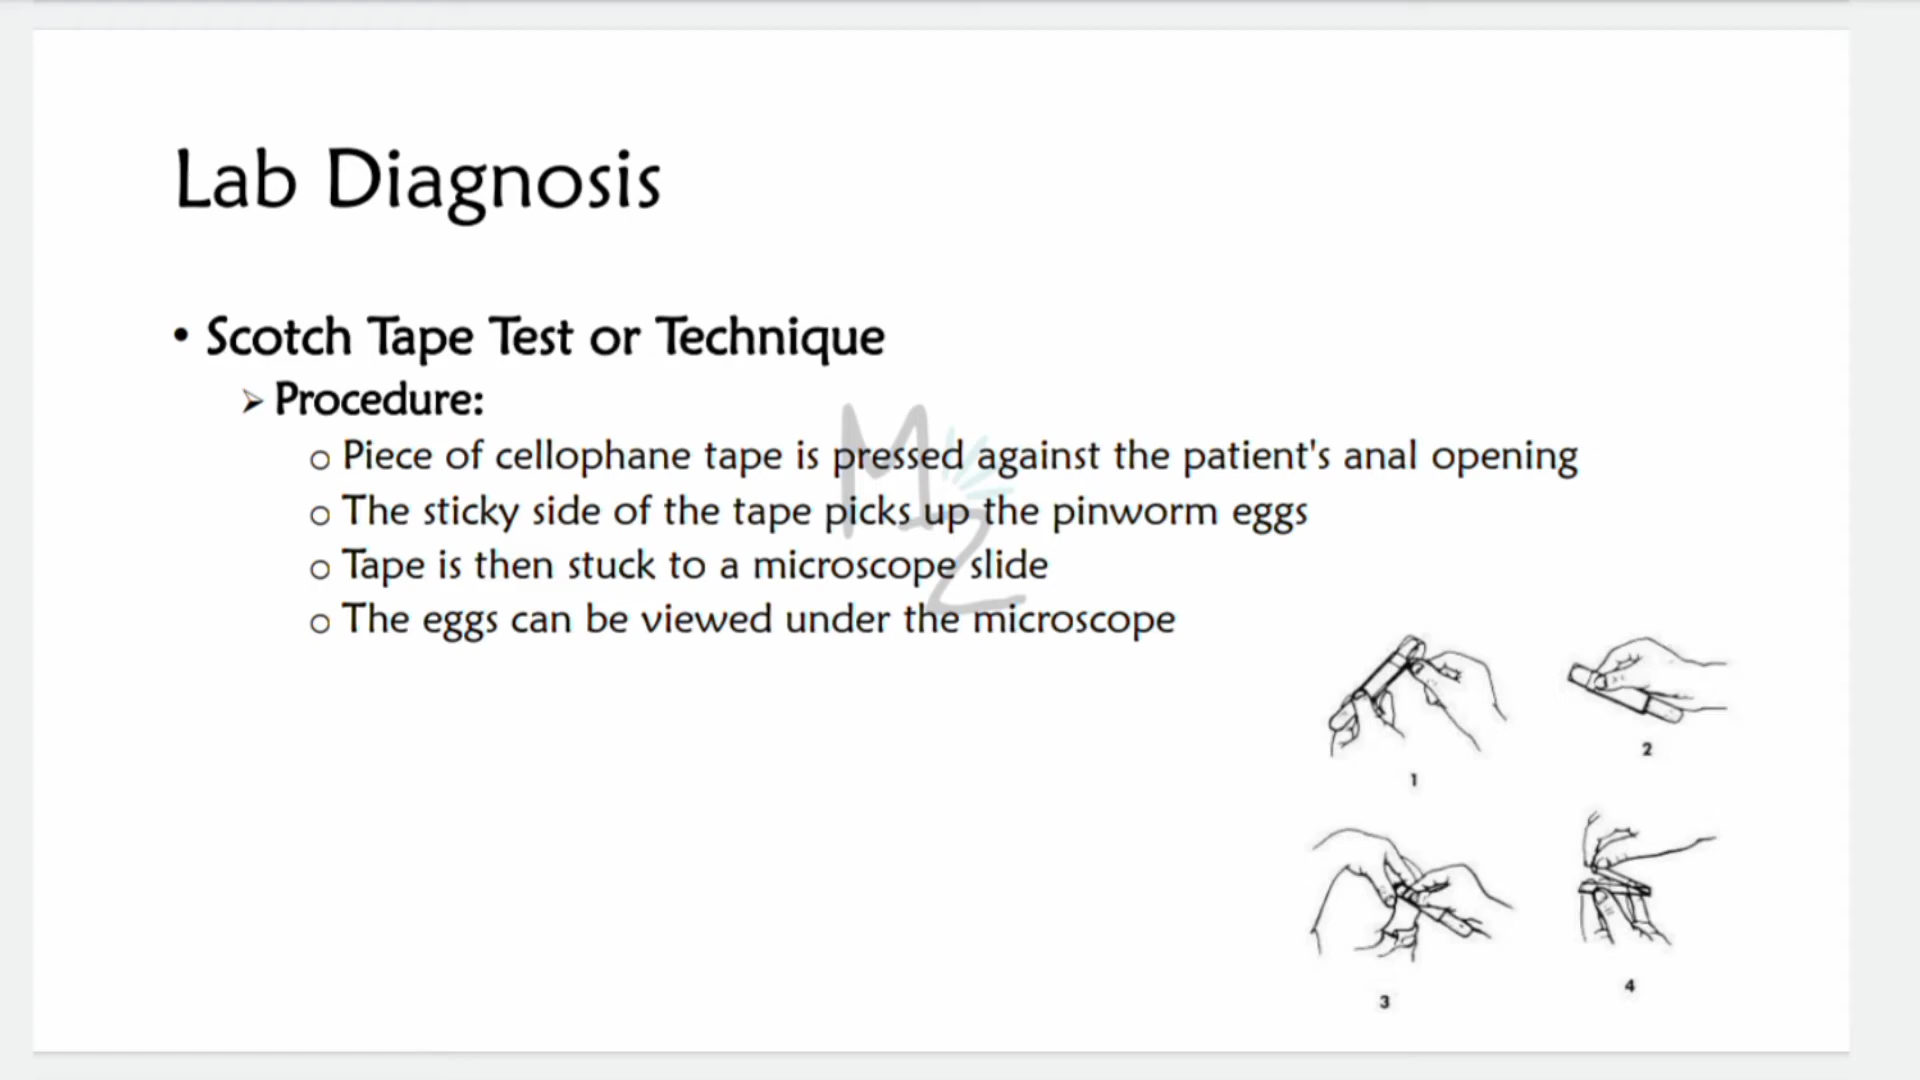 Lab Diagnosis
• Scotch Tape Test or Technique
➢ Procedure:
o Piece of cellophane tape is pressed against the patient's anal opening
o The sticky side of the tape picks up the pinworm eggs
o Tape is then stuck to a microscope slide
o The eggs can be viewed under the microscope
M
2
1
2
3
4